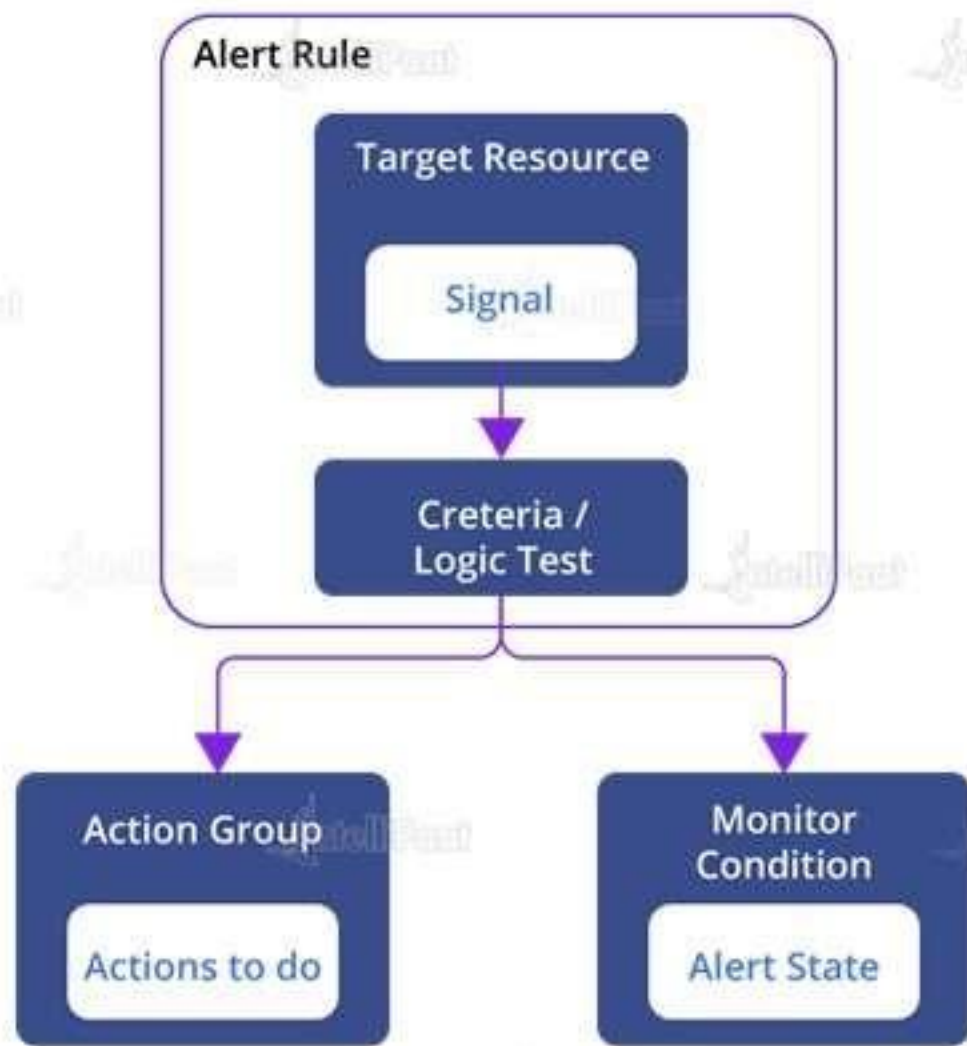 Alert Rule
Target Resource
Signal
Creteria /
Logic Test
Action Group
Actions to do
Monitor
Condition
Alert State